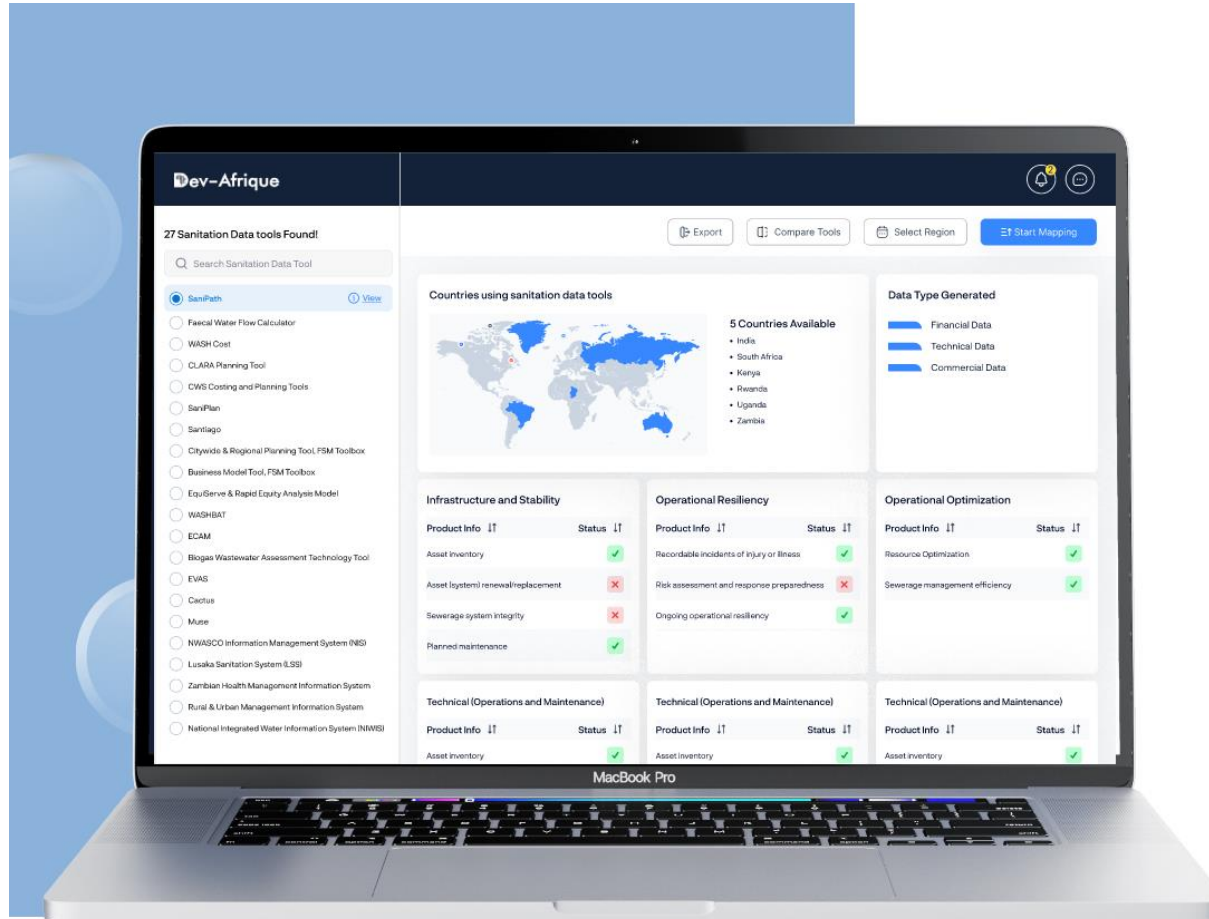 Dev-Afrique
2
27 Sanitation Data tools Found!
Search Sanitation Data Tool
SaniPath
View
Faecal Water Flow Calculator
WASH Cost
CLARA Planning Tool
CWS Costing and Planning Tools
SaniPlan
Santiago
Citywide & Regional Planning Tool, FSM Toolbox
Business Model Tool, FSM Toolbox
EquiServe & Rapid Equity Analysis Model
WASHBAT
ECAM
Biogas Wastewater Assessment Technology Tool
EVAS
Cactus
Muse
NWASCO Information Management System (NIS)
Lusaka Sanitation System (LSS)
Zambian Health Management Information System
Rural & Urban Management Information System
National Integrated Water Information System (NIWIS)
Export
Compare Tools
Select Region
Start Mapping
Countries using sanitation data tools
5 Countries Available
• India
• South Africa
• Kenya
• Rwanda
• Uganda
• Zambia
Data Type Generated
Financial Data
Technical Data
Commercial Data
Infrastructure and Stability
Product Info Status
Asset inventory
Asset (system) renewal/replacement
Sewerage system integrity
Planned maintenance
Operational Resiliency
Product Info Status
Recordable incidents of injury or illness
Risk assessment and response preparedness
Ongoing operational resiliency
Operational Optimization
Product Info Status
Resource Optimization
Sewerage management efficiency
Technical (Operations and Maintenance)
Product Info Status
Asset inventory
Technical (Operations and Maintenance)
Product Info Status
Asset inventory
Technical (Operations and Maintenance)
Product Info Status
Asset inventory
MacBook Pro